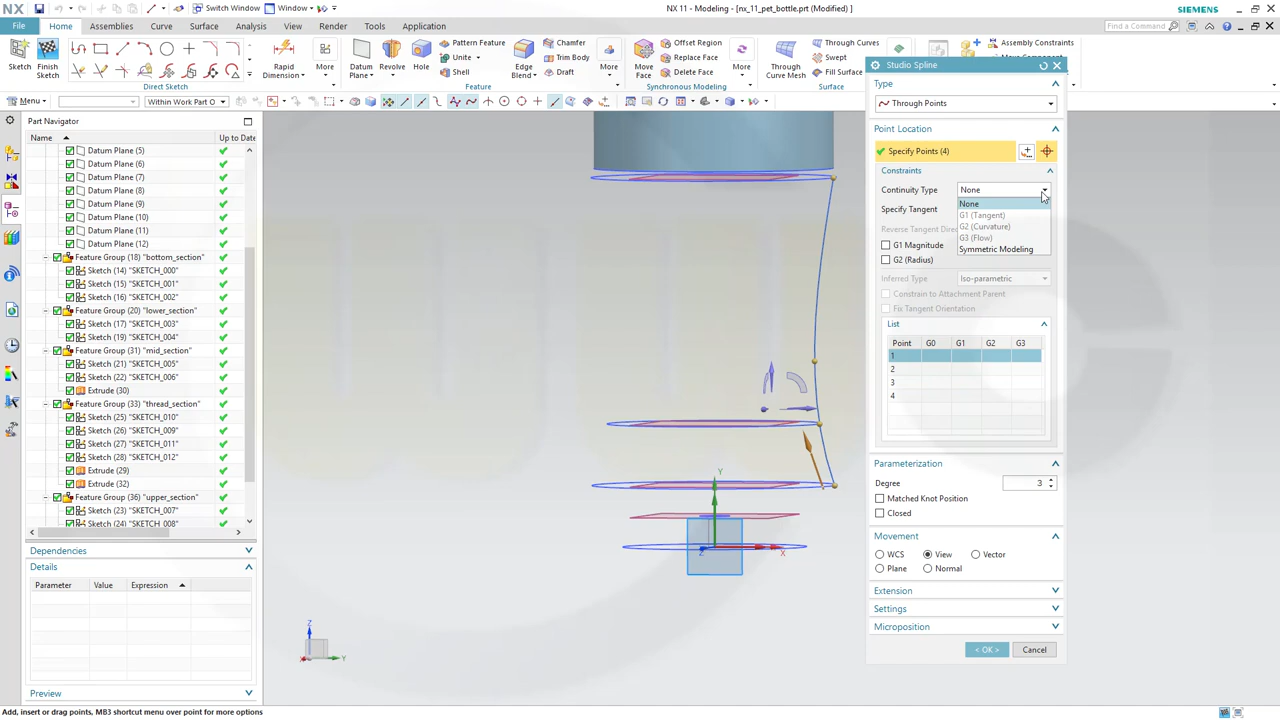 Switch Window Window NX 11 - Modeling - [nx_11_pet_bottle.prt (Modified) ] SIEMENS
File Home Assemblies Curve Surface Analysis View Render Tools Application Find a Command
Sketch Finish Sketch Rapid Dimension More Datum Plane Revolve Hole Pattern Feature Unite Shell Edge Blend Chamfer Trim Body Draft More Move Face Offset Region Replace Face Delete Face More Through Curve Mesh Through Curves Swept Fill Surface Assembly Constraints
Direct Sketch Feature Synchronous Modeling Surface
Menu Within Work Part O
Part Navigator
Name Up to Date
Datum Plane (5)
Datum Plane (6)
Datum Plane (7)
Datum Plane (8)
Datum Plane (9)
Datum Plane (10)
Datum Plane (11)
Datum Plane (12)
Feature Group (18) "bottom_section"
Sketch (14) "SKETCH_000"
Sketch (15) "SKETCH_001"
Sketch (16) "SKETCH_002"
Feature Group (20) "lower_section"
Sketch (17) "SKETCH_003"
Sketch (19) "SKETCH_004"
Feature Group (31) "mid_section"
Sketch (21) "SKETCH_005"
Sketch (22) "SKETCH_006"
Extrude (30)
Feature Group (33) "thread_section"
Sketch (25) "SKETCH_010"
Sketch (26) "SKETCH_009"
Sketch (27) "SKETCH_011"
Sketch (28) "SKETCH_012"
Extrude (29)
Extrude (32)
Feature Group (36) "upper_section"
Sketch (23) "SKETCH_007"
Sketch (24) "SKETCH_008"
Dependencies
Details
Parameter Value Expression
Preview
Y
X
Z
Z
Y
X
Studio Spline
Type
Through Points
Point Location
Specify Points (4)
Constraints
Continuity Type None
None
G1 (Tangent)
G2 (Curvature)
G3 (Flow)
Symmetric Modeling
Specify Tangent
Reverse Tangent Dire
G1 Magnitude
G2 (Radius)
Inferred Type Iso-parametric
Constrain to Attachment Parent
Fix Tangent Orientation
List
Point G0 G1 G2 G3
1
2
3
4
Parameterization
Degree 3
Matched Knot Position
Closed
Movement
WCS View Vector
Plane Normal
Extension
Settings
Microposition
< OK > Cancel
Add, insert or drag points, MB3 shortcut menu over point for more options